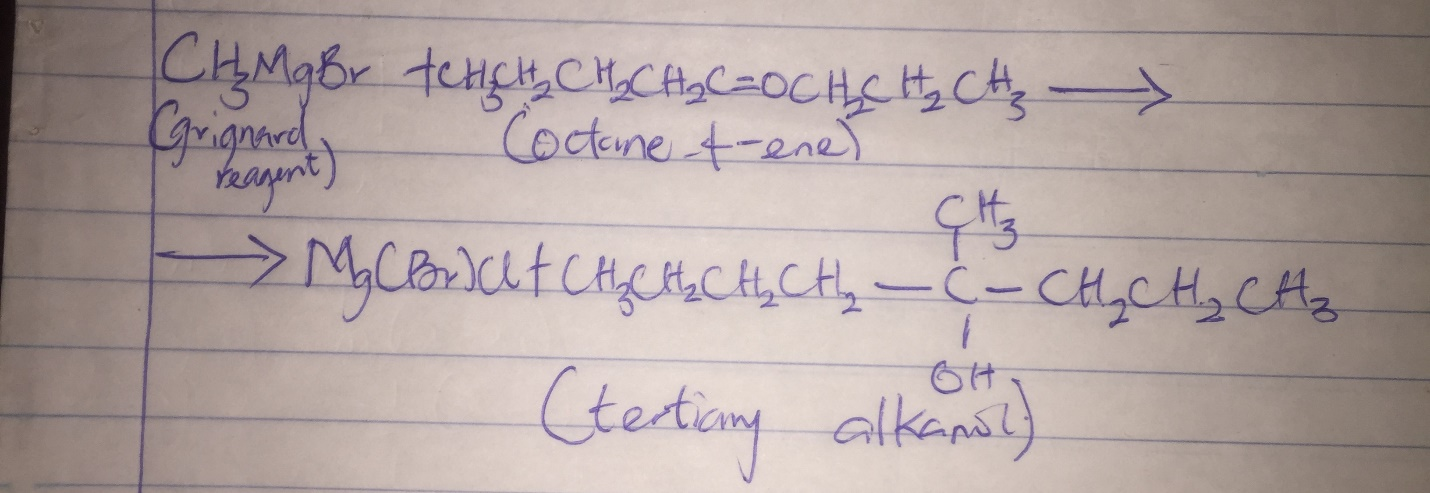 CH₃MgBr + CH₃CH₂CH₂CH₂C=OCH₂CH₂CH₃ ⟶
(grignard reagent) (octane 4-ene)
CH₃
⟶ Mg(Br)Cl + CH₃CH₂CH₂CH₂ — C — CH₂CH₂CH₃
OH
(tertiary alkanol)